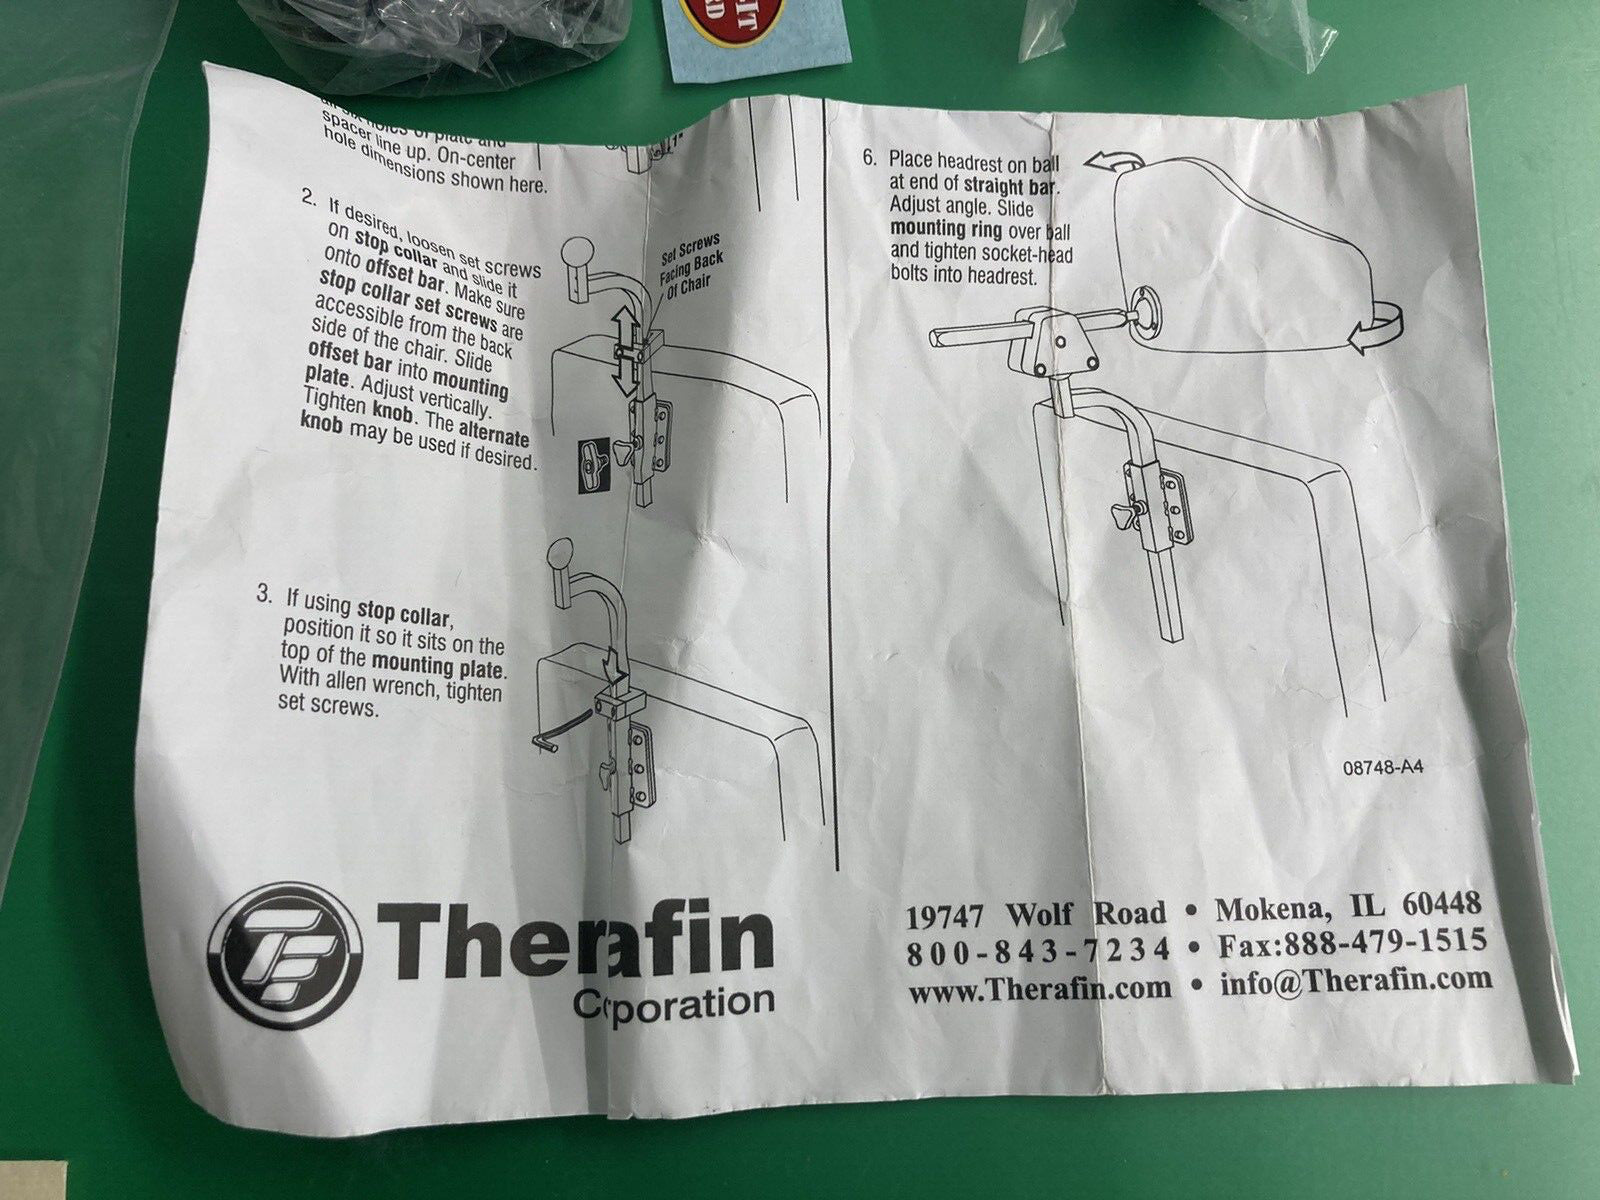 all six holes of plate and
spacer line up. On-center
hole dimensions shown here.
1"
2. If desired, loosen set screws
on stop collar and slide it
onto offset bar. Make sure
stop collar set screws are
accessible from the back
side of the chair. Slide
offset bar into mounting
plate. Adjust vertically.
Tighten knob. The alternate
knob may be used if desired.
Set Screws
Facing Back
Of Chair
3. If using stop collar,
position it so it sits on the
top of the mounting plate.
With allen wrench, tighten
set screws.
6. Place headrest on ball
at end of straight bar.
Adjust angle. Slide
mounting ring over ball
and tighten socket-head
bolts into headrest.
08748-A4
Therafin
Corporation
19747 Wolf Road • Mokena, IL 60448
800-843-7234 • Fax:888-479-1515
www.Therafin.com • info@Therafin.com